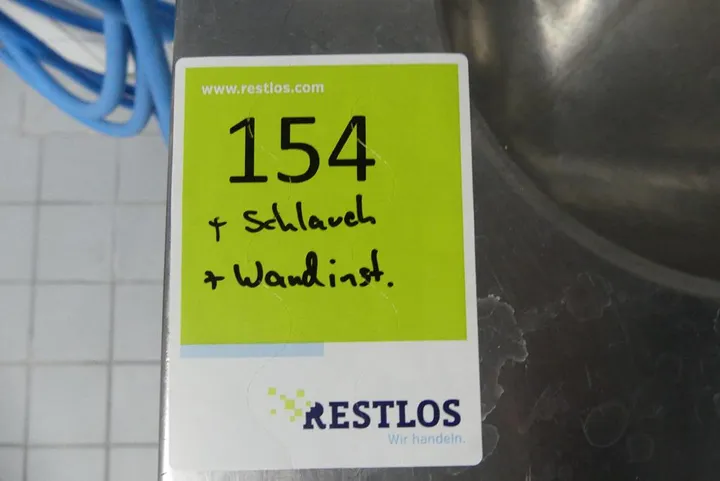 www.restlos.com
154
+ Schlauch
+ Wandinst.
RESTLOS
Wir handeln.